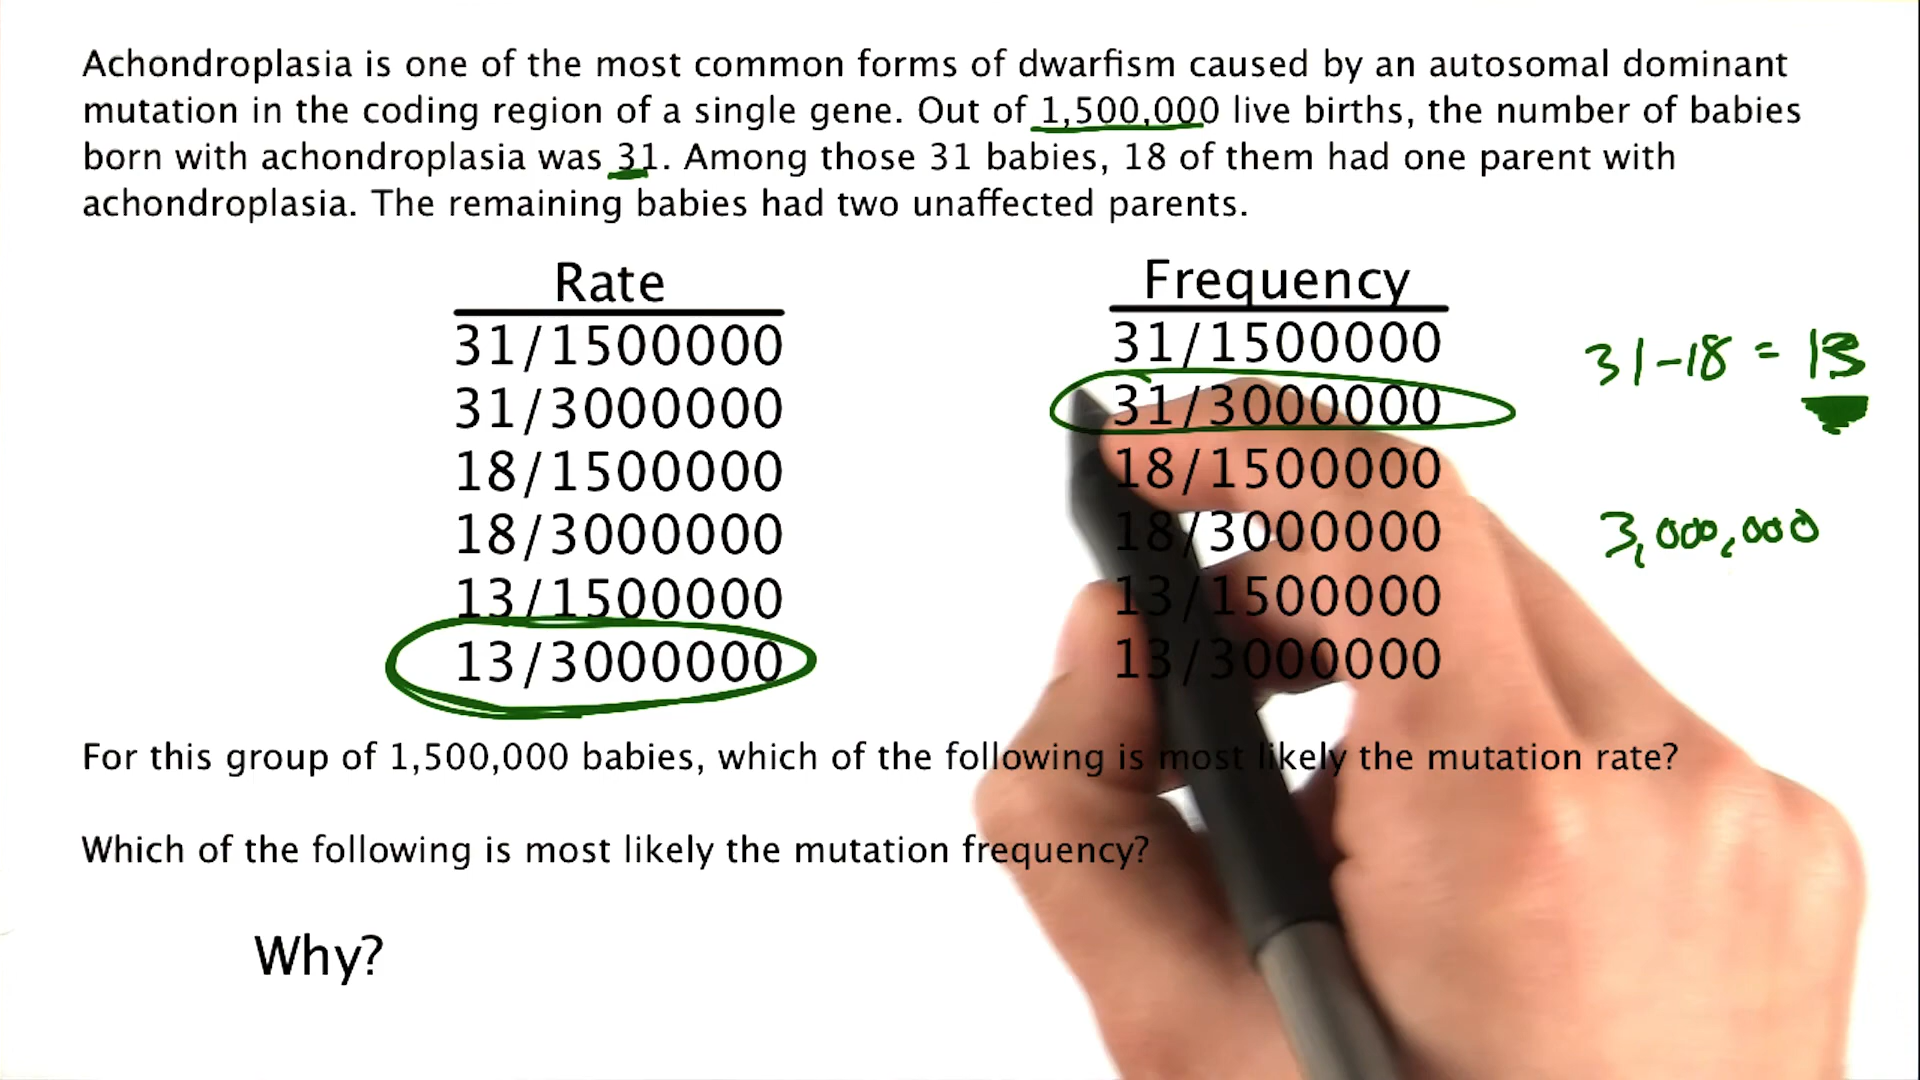 Achondroplasia is one of the most common forms of dwarfism caused by an autosomal dominant
mutation in the coding region of a single gene. Out of 1,500,000 live births, the number of babies
born with achondroplasia was 31. Among those 31 babies, 18 of them had one parent with
achondroplasia. The remaining babies had two unaffected parents.
Rate
31/1500000
31/3000000
18/1500000
18/3000000
13/1500000
13/3000000
Frequency
31/1500000
31/3000000
18/1500000
18/3000000
13/1500000
13/3000000
31-18 = 13
3,000,000
For this group of 1,500,000 babies, which of the following is most likely the mutation rate?
Which of the following is most likely the mutation frequency?
Why?